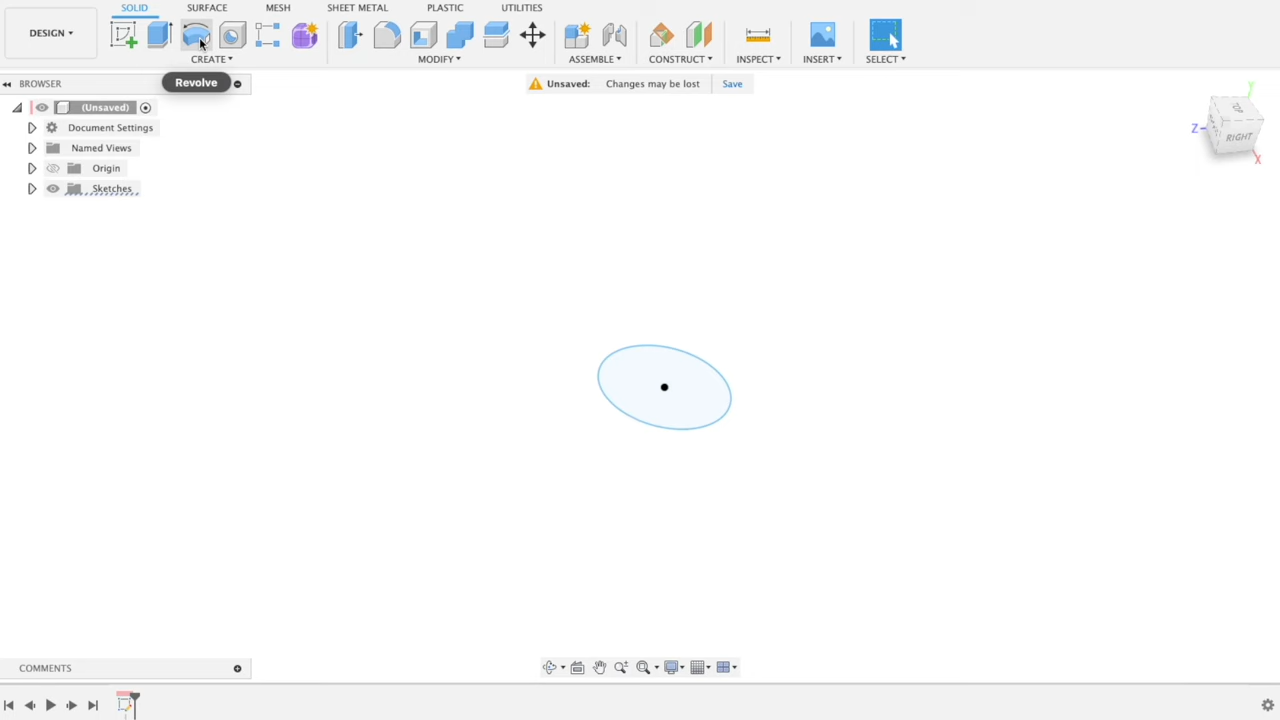 SOLID SURFACE MESH SHEET METAL PLASTIC UTILITIES
DESIGN
CREATE MODIFY ASSEMBLE CONSTRUCT INSPECT INSERT SELECT
BROWSER
Revolve
Unsaved: Changes may be lost Save
(Unsaved)
Document Settings
Named Views
Origin
Sketches
TOP
RIGHT
Y
Z
X
COMMENTS